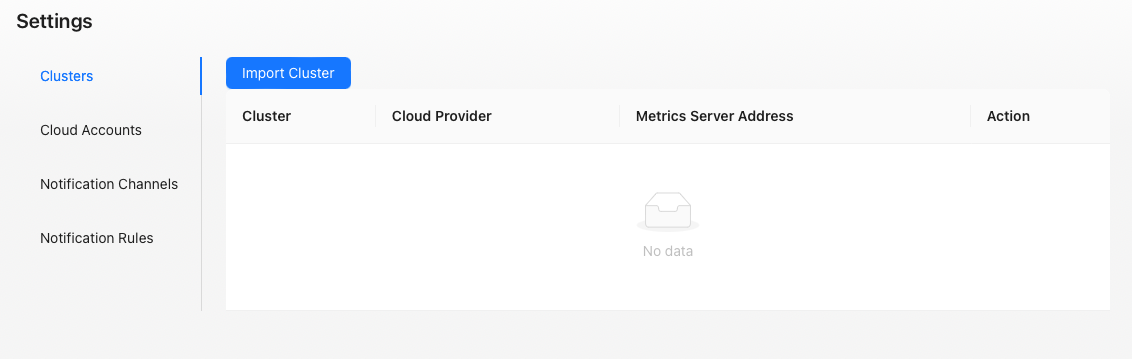 Settings
Clusters
Cloud Accounts
Notification Channels
Notification Rules
Import Cluster
Cluster Cloud Provider Metrics Server Address Action
No data